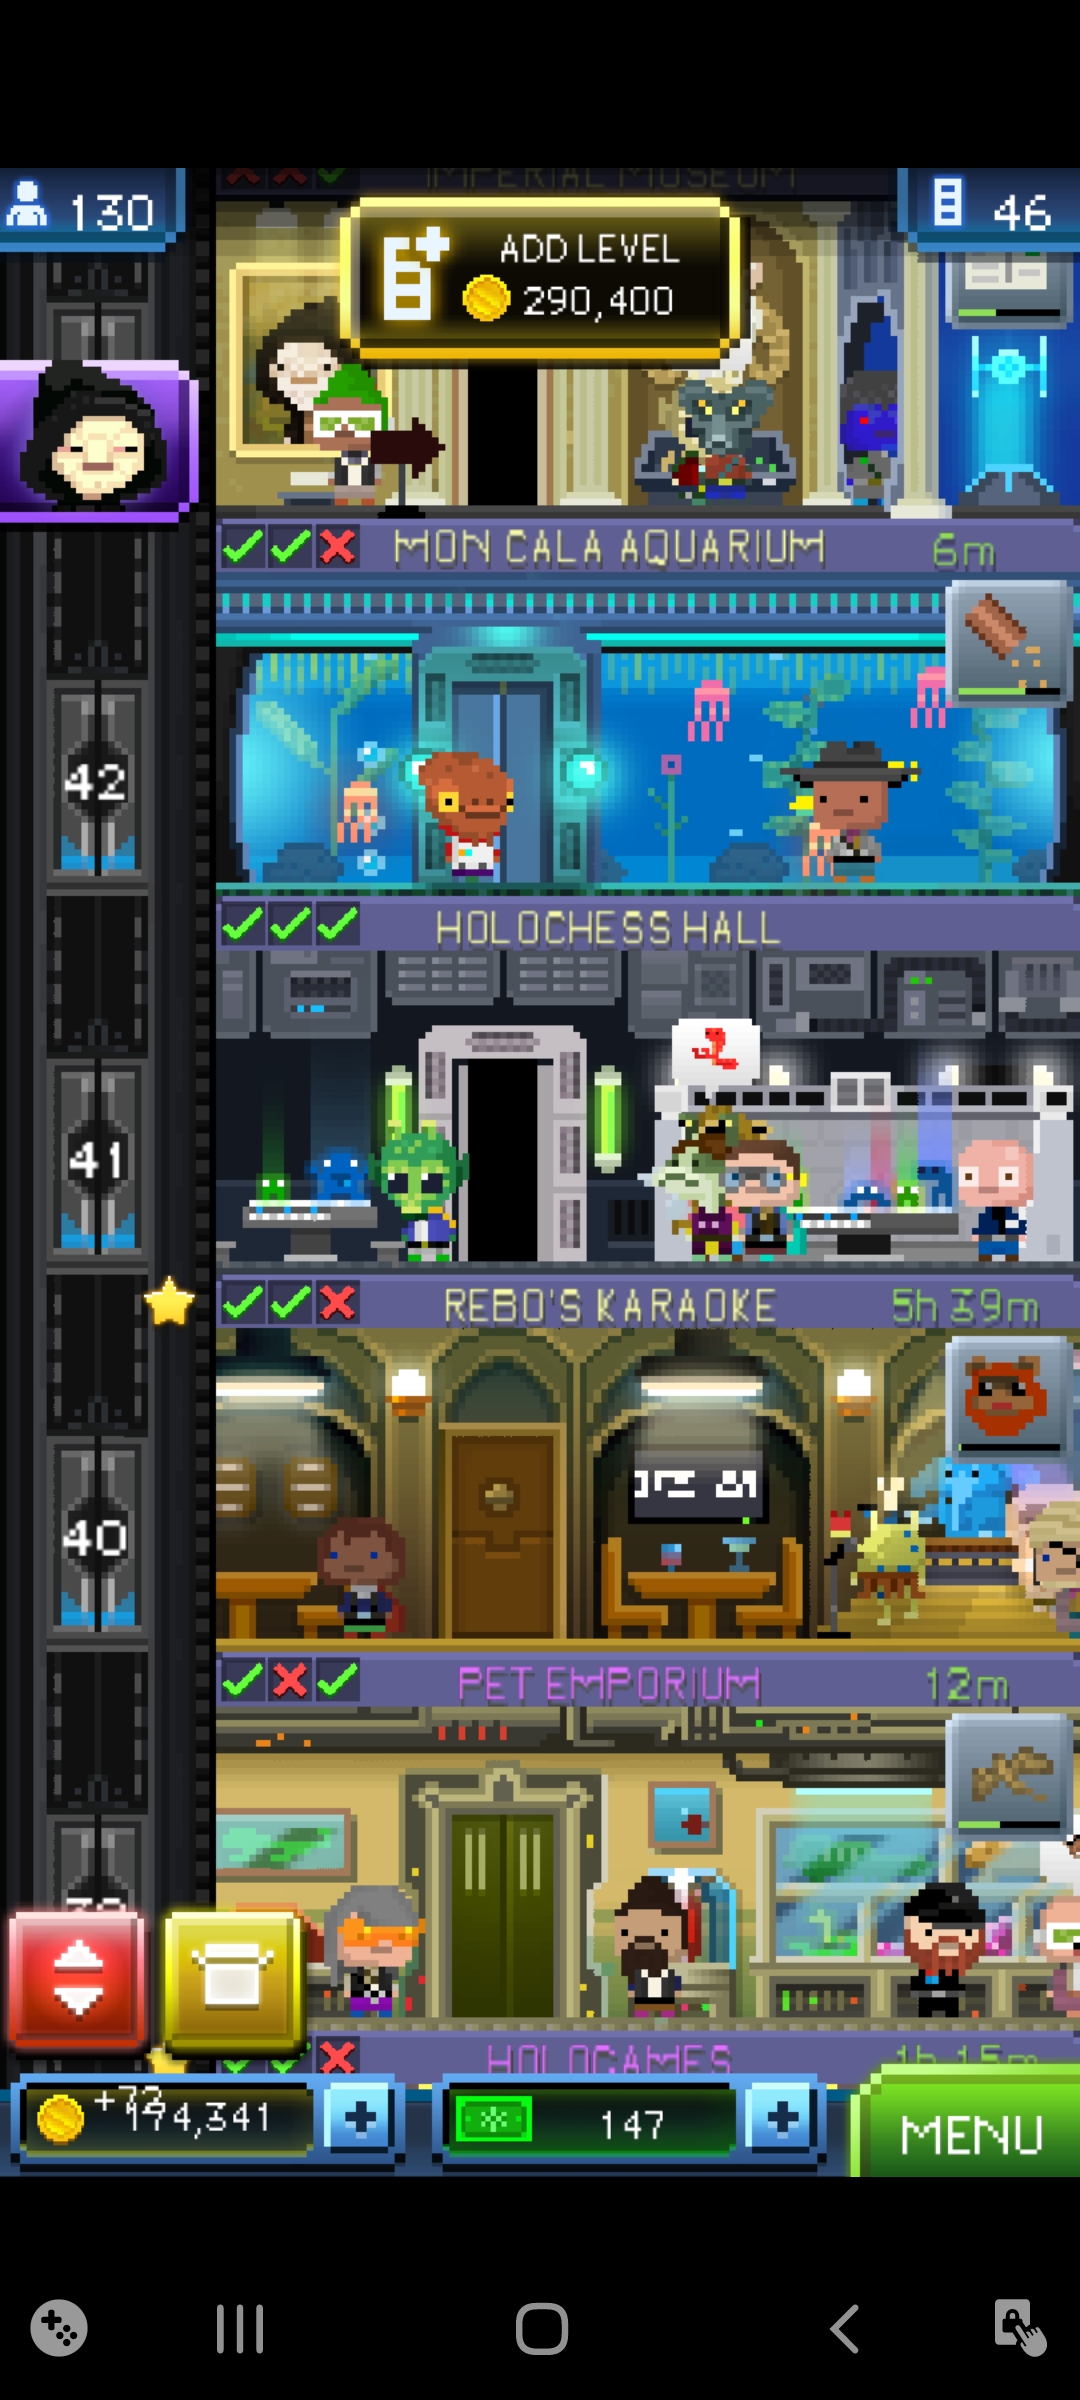 IMPERIAL MUSEUM
130
ADD LEVEL
290,400
46
MON CALA AQUARIUM 6m
42
HOLOCHESS HALL
41
REBO'S KARAOKE 5h 39m
40
PET EMPORIUM 12m
HOLOGAMES 1h 15m
174,341
147
MENU